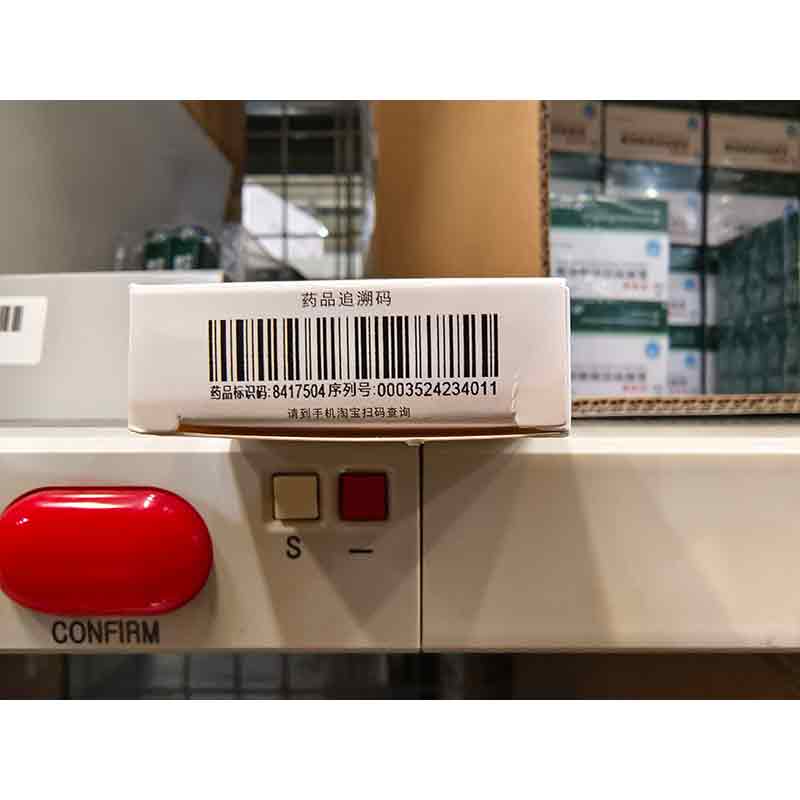 药品追溯码
药品标识码:8417504 序列号:0003524234011
请到手机淘宝扫码查询
S
—
CONFIRM